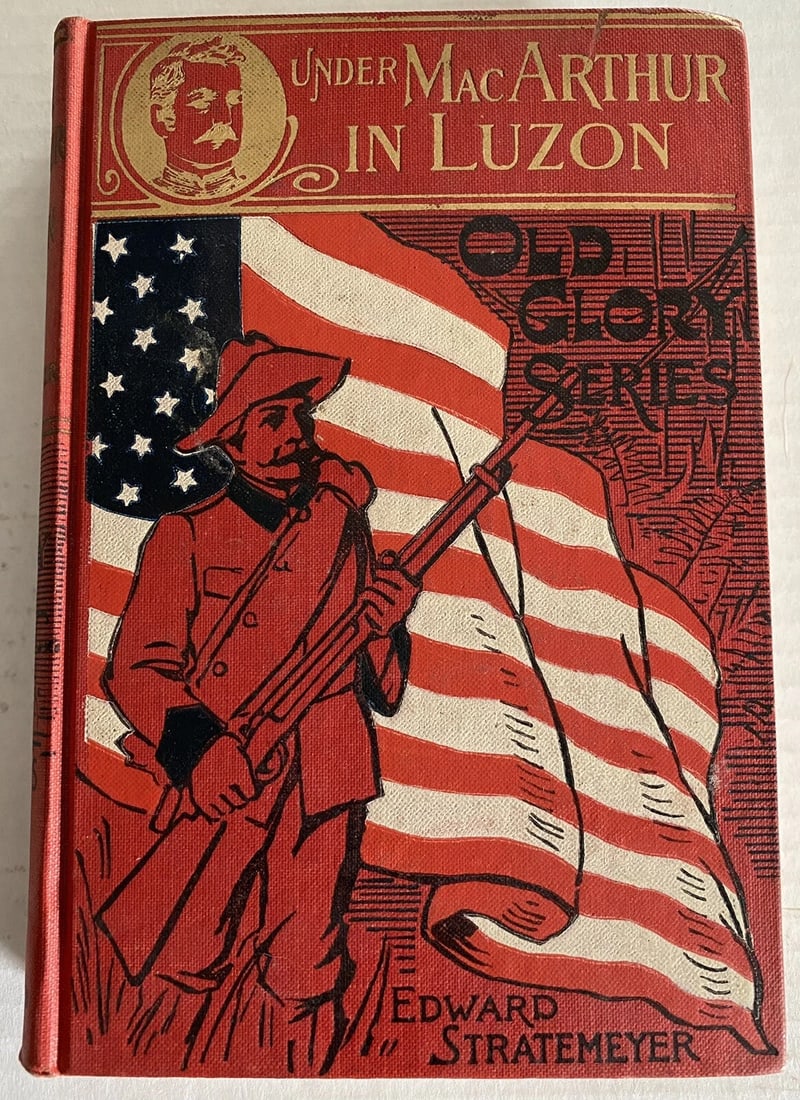 UNDER MACARTHUR
IN LUZON
OLD
GLORY
SERIES
EDWARD
STRATEMEYER